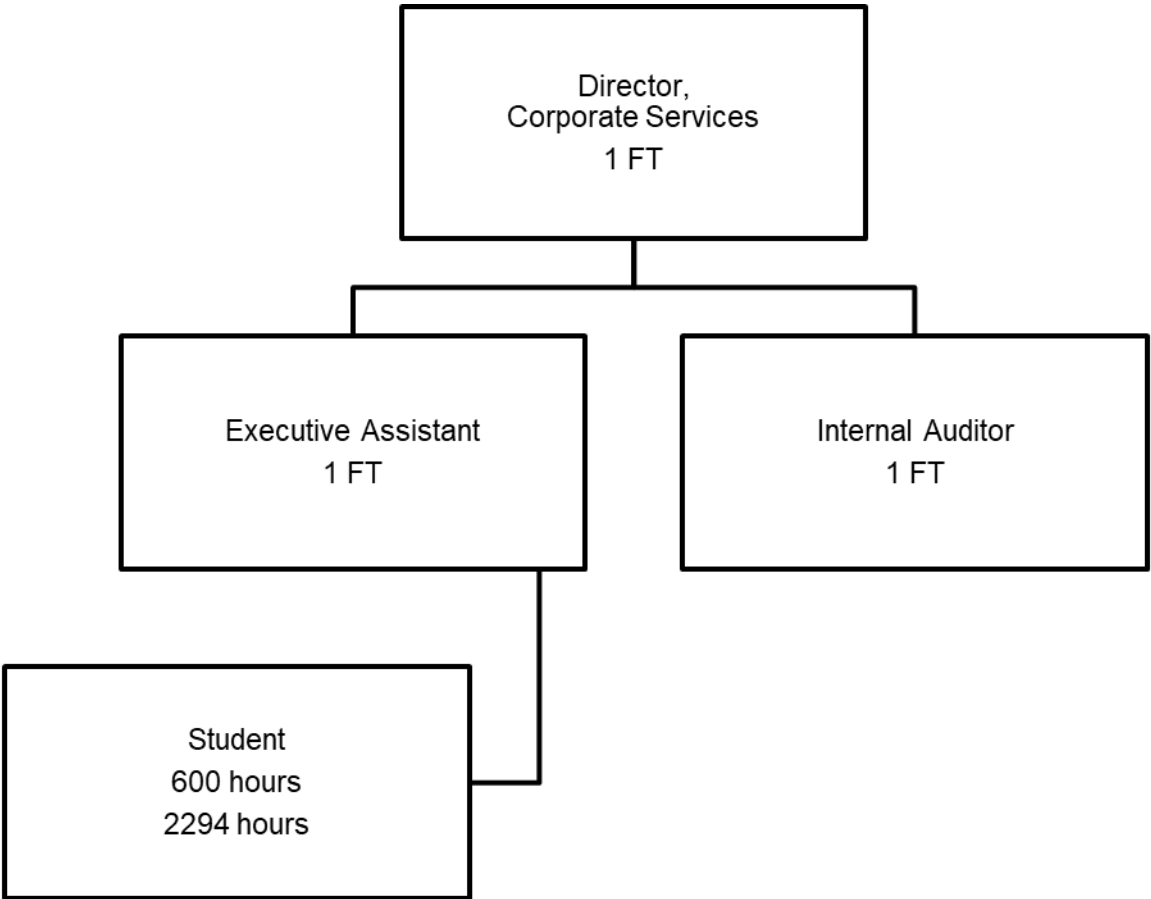 Director,
Corporate Services
1 FT
Executive Assistant
1 FT
Internal Auditor
1 FT
Student
600 hours
2294 hours